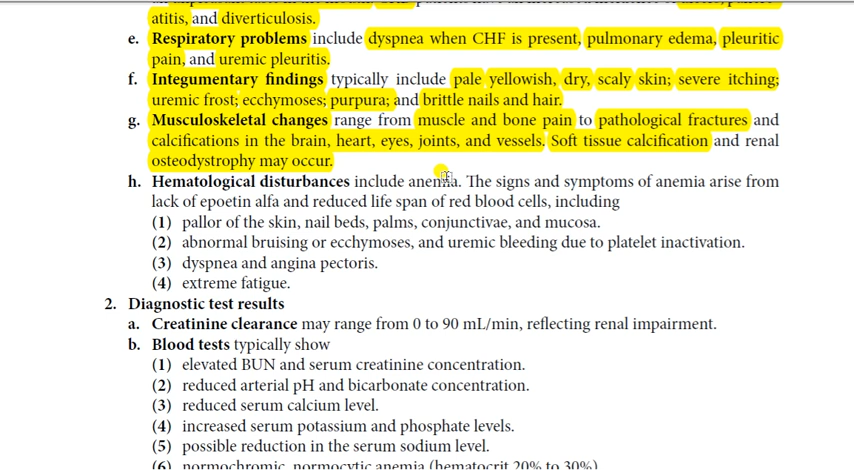 atitis, and diverticulosis.
e. Respiratory problems include dyspnea when CHF is present, pulmonary edema, pleuritic
pain, and uremic pleuritis.
f. Integumentary findings typically include pale yellowish, dry, scaly skin; severe itching;
uremic frost; ecchymoses; purpura; and brittle nails and hair.
g. Musculoskeletal changes range from muscle and bone pain to pathological fractures and
calcifications in the brain, heart, eyes, joints, and vessels. Soft tissue calcification and renal
osteodystrophy may occur.
h. Hematological disturbances include anemia. The signs and symptoms of anemia arise from
lack of epoetin alfa and reduced life span of red blood cells, including
(1) pallor of the skin, nail beds, palms, conjunctivae, and mucosa.
(2) abnormal bruising or ecchymoses, and uremic bleeding due to platelet inactivation.
(3) dyspnea and angina pectoris.
(4) extreme fatigue.
2. Diagnostic test results
a. Creatinine clearance may range from 0 to 90 mL/min, reflecting renal impairment.
b. Blood tests typically show
(1) elevated BUN and serum creatinine concentration.
(2) reduced arterial pH and bicarbonate concentration.
(3) reduced serum calcium level.
(4) increased serum potassium and phosphate levels.
(5) possible reduction in the serum sodium level.
(6) normochromic, normocytic anemia (hematocrit 20% to 30%)